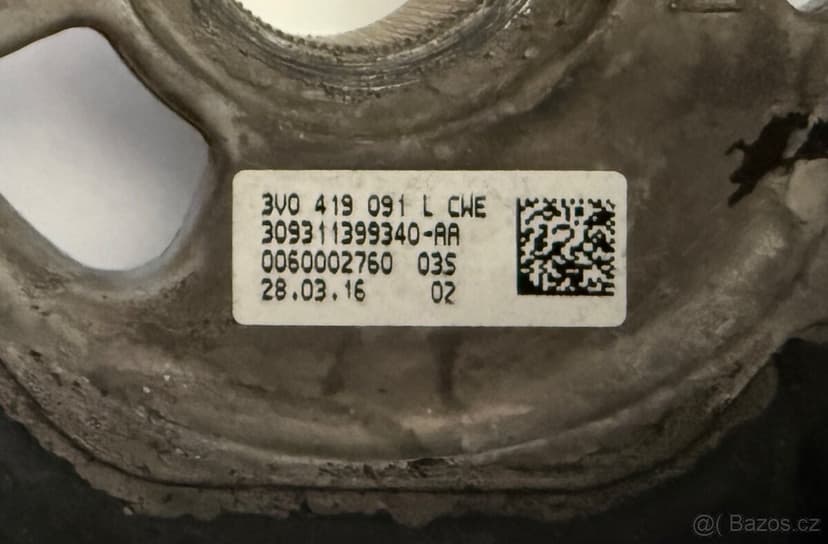 3V0 419 091 L CWE
309311399340-AA
0060002760 03S
28.03.16 02
@( Bazos.cz